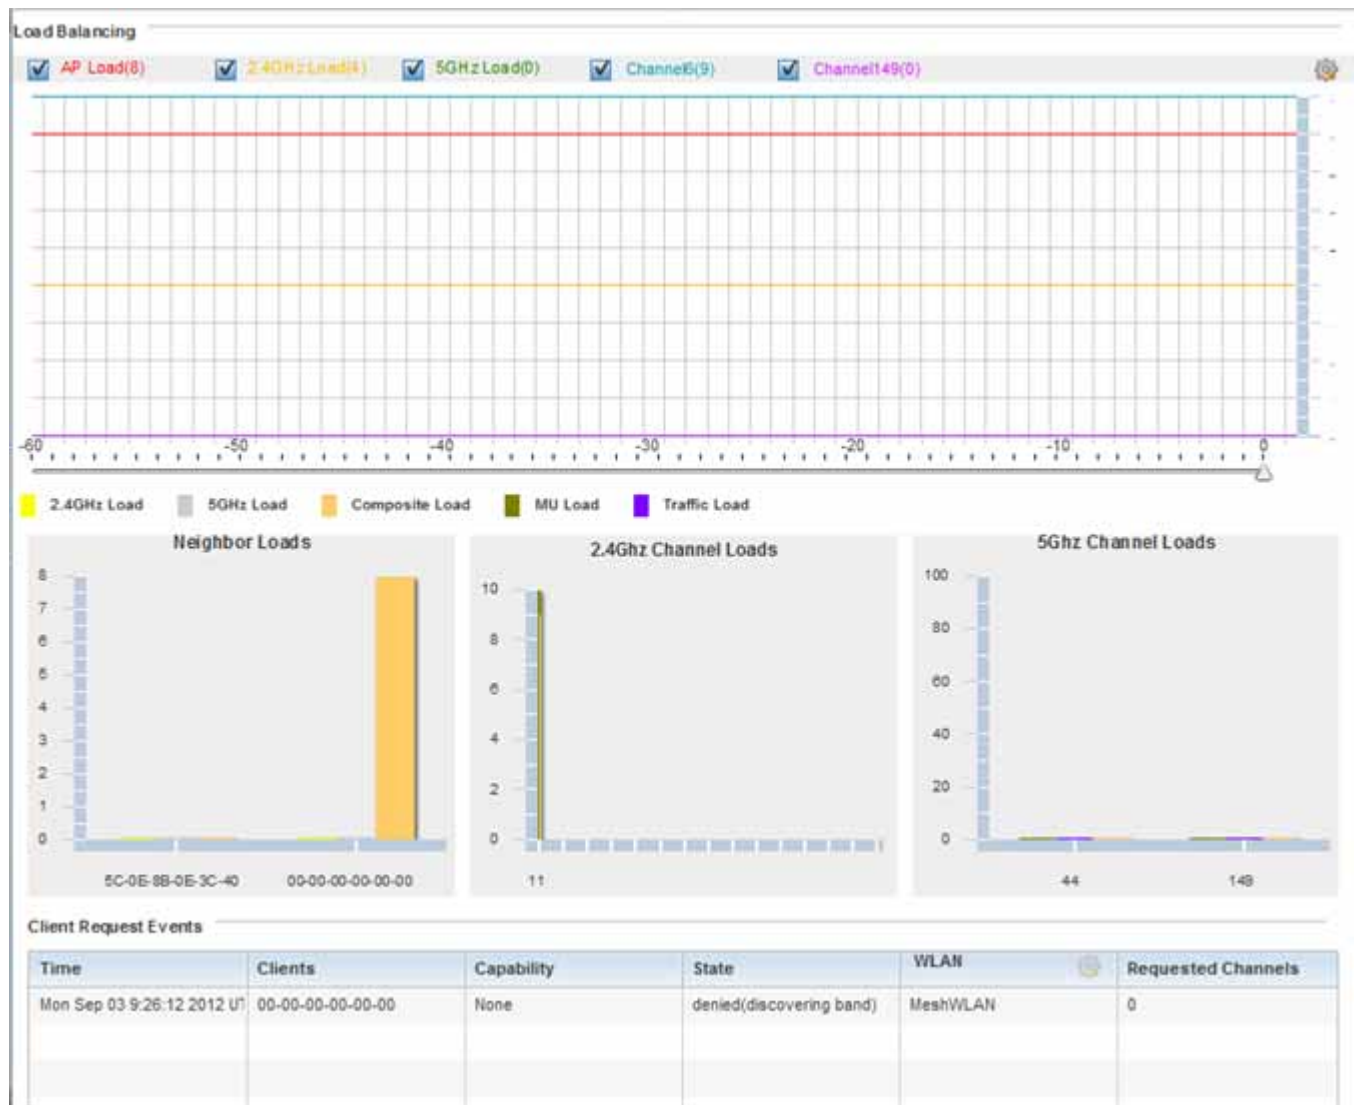 Load Balancing
AP Load(8) 2.4GHz Load(4) 5GHz Load(0) Channel6(9) Channel149(0)
-60 -50 -40 -30 -20 -10 0
2.4GHz Load 5GHz Load Composite Load MU Load Traffic Load
Neighbor Loads
8
7
6
5
4
3
2
1
0
5C-0E-8B-0E-3C-40 00-00-00-00-00-00
2.4Ghz Channel Loads
10
8
6
4
2
0
11
5Ghz Channel Loads
100
80
60
40
20
0
44 149
Client Request Events
Time Clients Capability State WLAN Requested Channels
Mon Sep 03 9:26:12 2012 UT 00-00-00-00-00-00 None denied(discovering band) MeshWLAN 0